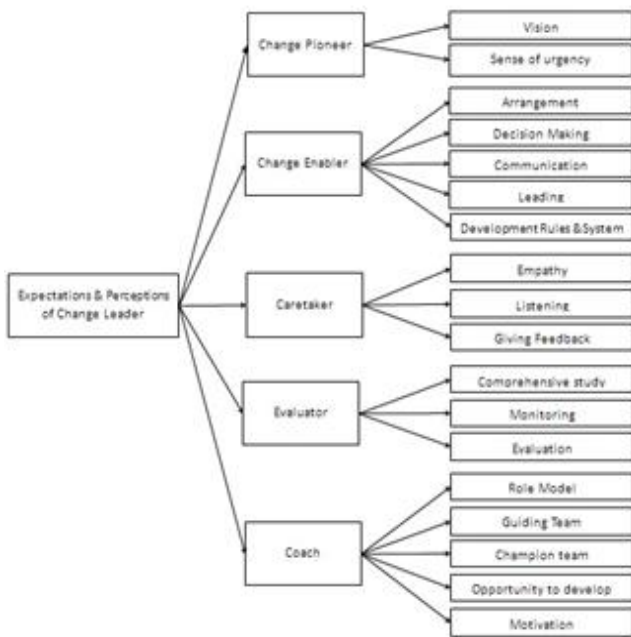 Change Pioneer
Vision
Sense of urgency
Change Enabler
Arrangement
Decision Making
Communication
Leading
Development Rules & System
Expectations & Perceptions
of Change Leader
Caretaker
Empathy
Listening
Giving Feedback
Evaluator
Comprehensive study
Monitoring
Evaluation
Coach
Role Model
Guiding Team
Champion team
Opportunity to develop
Motivation